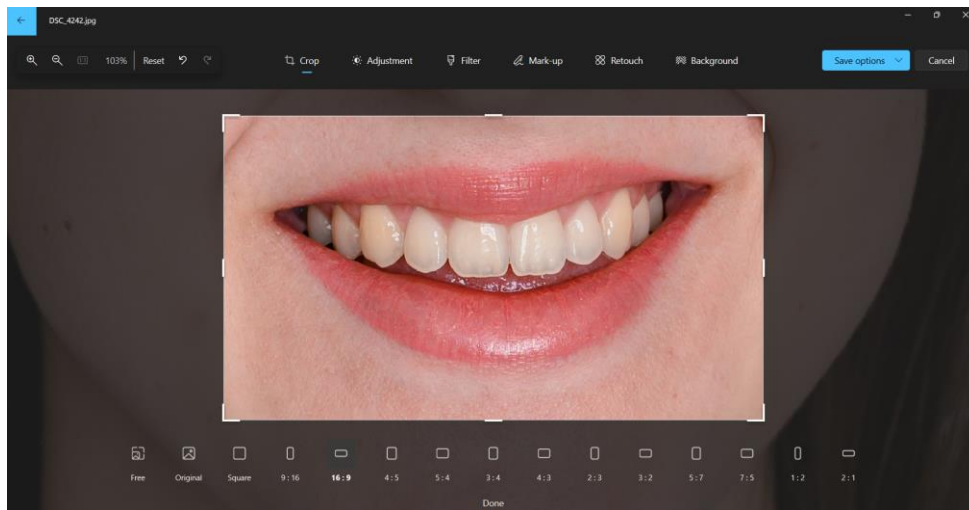 DSC_4242.jpg
103% Reset
Crop Adjustment Filter Mark-up Retouch Background
Save options Cancel
Free Original Square 9:16 16:9 4:5 5:4 3:4 4:3 2:3 3:2 5:7 7:5 1:2 2:1
Done